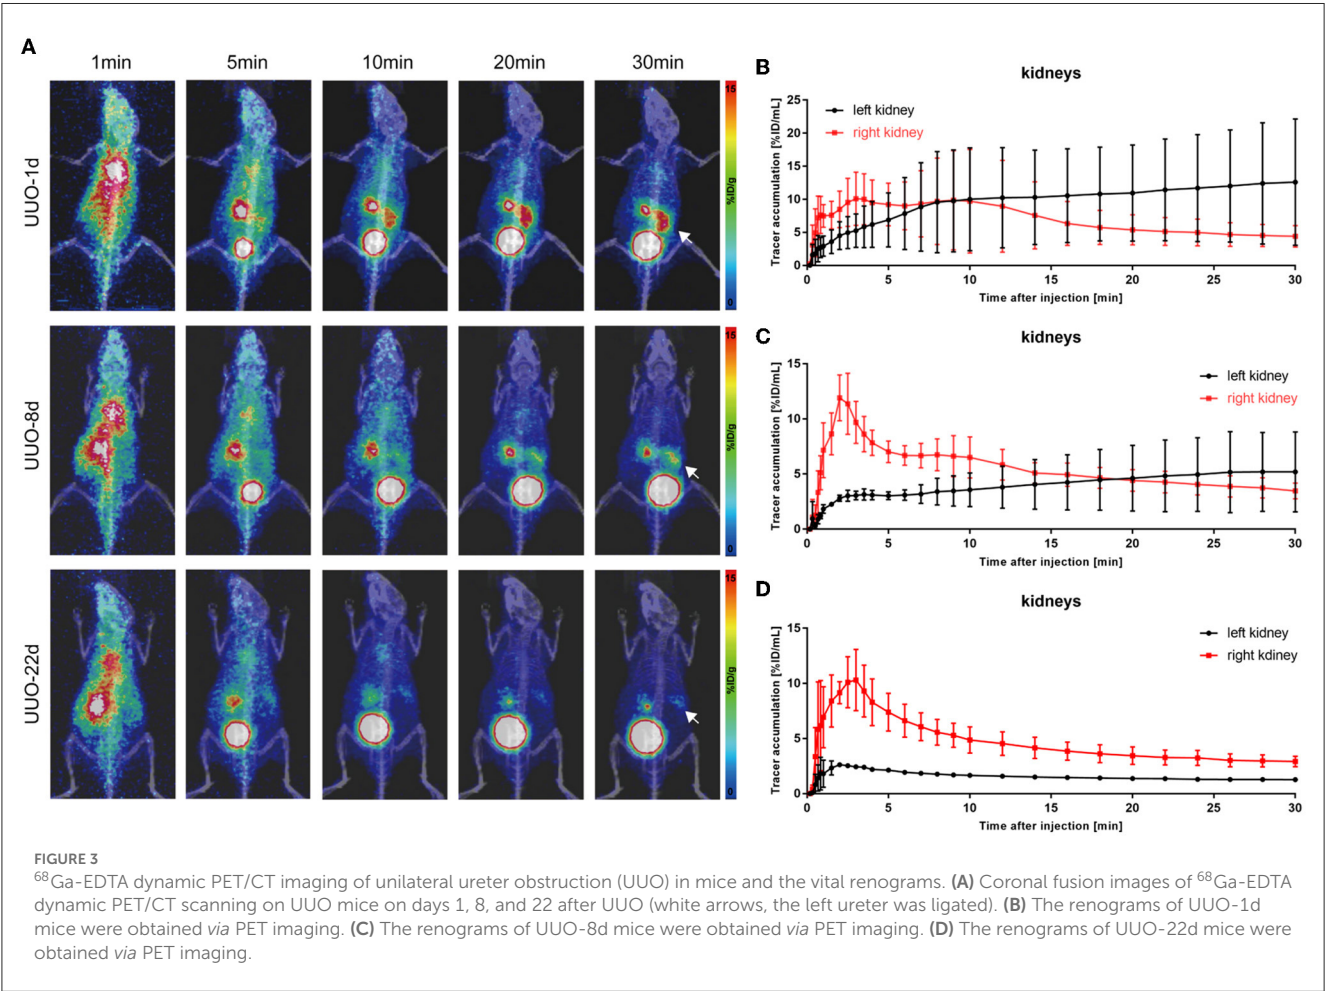 A
1min 5min 10min 20min 30min
UUO-1d
15
%ID/g
0
UUO-8d
15
%ID/g
0
UUO-22d
15
%ID/g
0
B
kidneys
left kidney
right kidney
Tracer accumulation [%ID/mL]
25
20
15
10
5
0
0 5 10 15 20 25 30
Time after injection [min]
C
kidneys
left kidney
right kidney
Tracer accumulation [%ID/mL]
15
10
5
0
0 5 10 15 20 25 30
Time after injection [min]
D
kidneys
left kidney
right kdiney
Tracer accumulation [%ID/mL]
15
10
5
0
0 5 10 15 20 25 30
Time after injection [min]
FIGURE 3
⁶⁸Ga-EDTA dynamic PET/CT imaging of unilateral ureter obstruction (UUO) in mice and the vital renograms. (A) Coronal fusion images of ⁶⁸Ga-EDTA
dynamic PET/CT scanning on UUO mice on days 1, 8, and 22 after UUO (white arrows, the left ureter was ligated). (B) The renograms of UUO-1d
mice were obtained via PET imaging. (C) The renograms of UUO-8d mice were obtained via PET imaging. (D) The renograms of UUO-22d mice were
obtained via PET imaging.